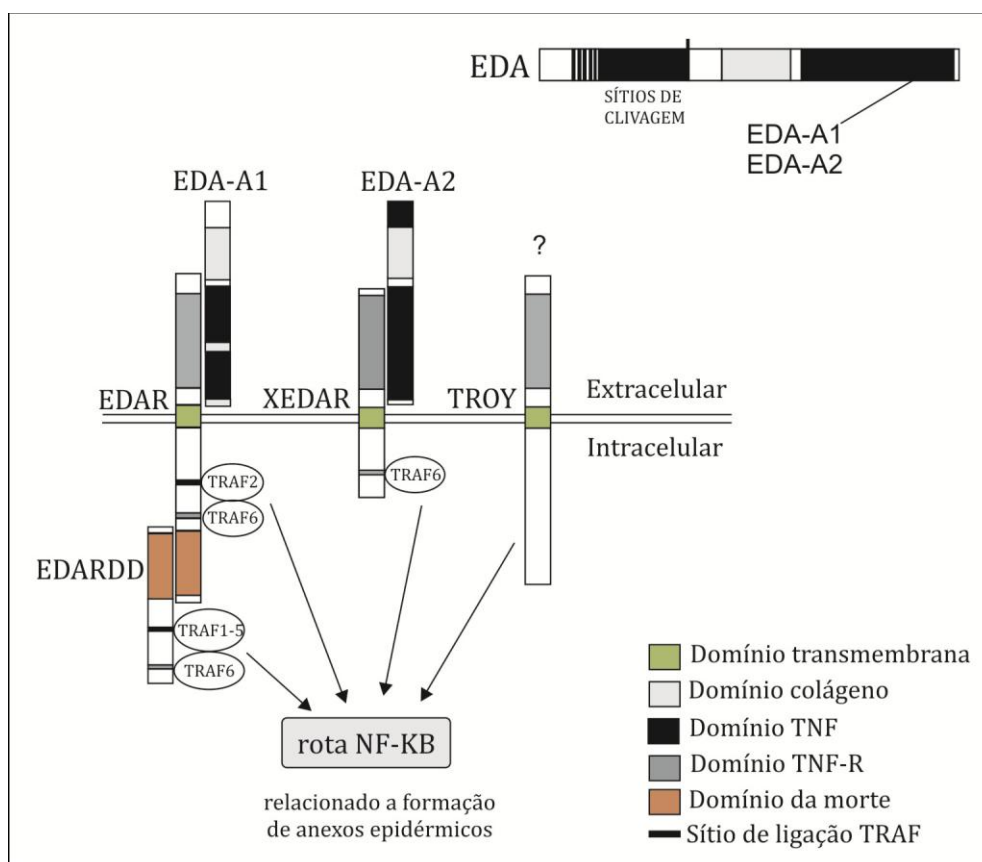 EDA
SÍTIOS DE
CLIVAGEM
EDA-A1
EDA-A2
EDA-A1
EDA-A2
?
EDAR
XEDAR
TROY
Extracelular
Intracelular
TRAF2
TRAF6
TRAF6
EDARDD
TRAF1-5
TRAF6
rota NF-KB
relacionado a formação
de anexos epidérmicos
Domínio transmembrana
Domínio colágeno
Domínio TNF
Domínio TNF-R
Domínio da morte
Sítio de ligação TRAF